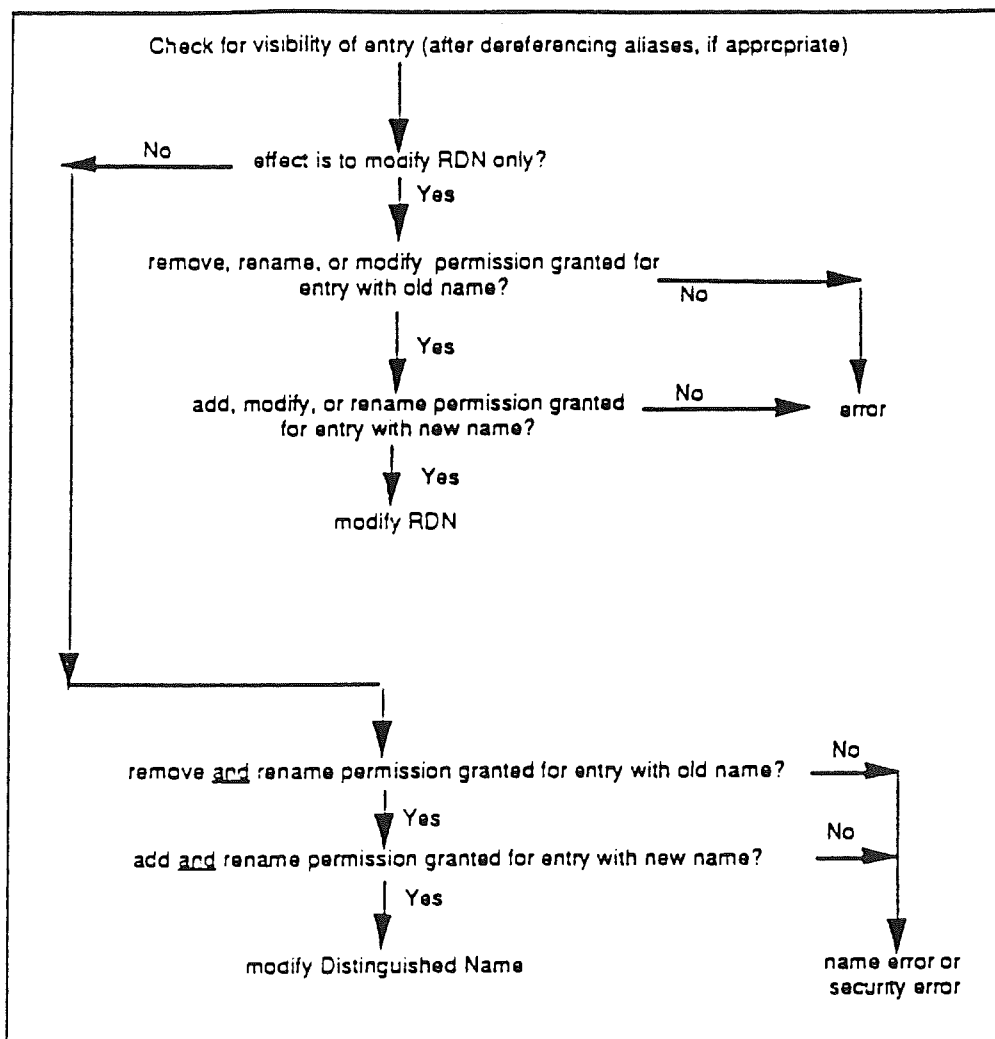 Check for visibility of entry (after dereferencing aliases, if appropriate)
No
effect is to modify RDN only?
Yes
remove, rename, or modify permission granted for
entry with old name?
No
Yes
add, modify, or rename permission granted
for entry with new name?
No
error
Yes
modify RDN
remove and rename permission granted for entry with old name?
No
Yes
add and rename permission granted for entry with new name?
No
Yes
modify Distinguished Name
name error or
security error